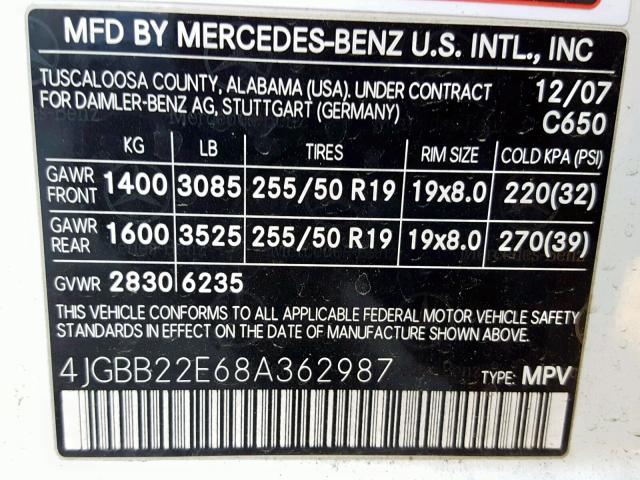 MFD BY MERCEDES-BENZ U.S. INTL., INC
TUSCALOOSA COUNTY, ALABAMA (USA). UNDER CONTRACT 12/07
FOR DAIMLER-BENZ AG, STUTTGART (GERMANY) C650
KG LB TIRES RIM SIZE COLD KPA (PSI)
GAWR FRONT 1400 3085 255/50 R19 19x8.0 220(32)
GAWR REAR 1600 3525 255/50 R19 19x8.0 270(39)
GVWR 2830 6235
THIS VEHICLE CONFORMS TO ALL APPLICABLE FEDERAL MOTOR VEHICLE SAFETY
STANDARDS IN EFFECT ON THE DATE OF MANUFACTURE SHOWN ABOVE.
4JGBB22E68A362987 TYPE: MPV